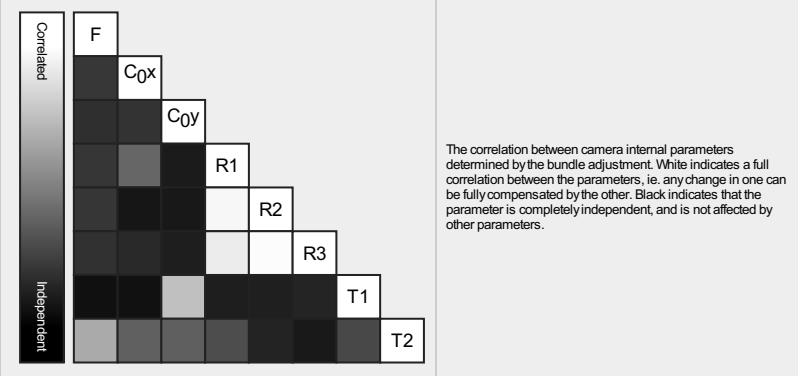 Correlated
Independent
F
C0x
C0y
R1
R2
R3
T1
T2
The correlation between camera internal parameters
determined by the bundle adjustment. White indicates a full
correlation between the parameters, ie. any change in one can
be fully compensated by the other. Black indicates that the
parameter is completely independent, and is not affected by
other parameters.